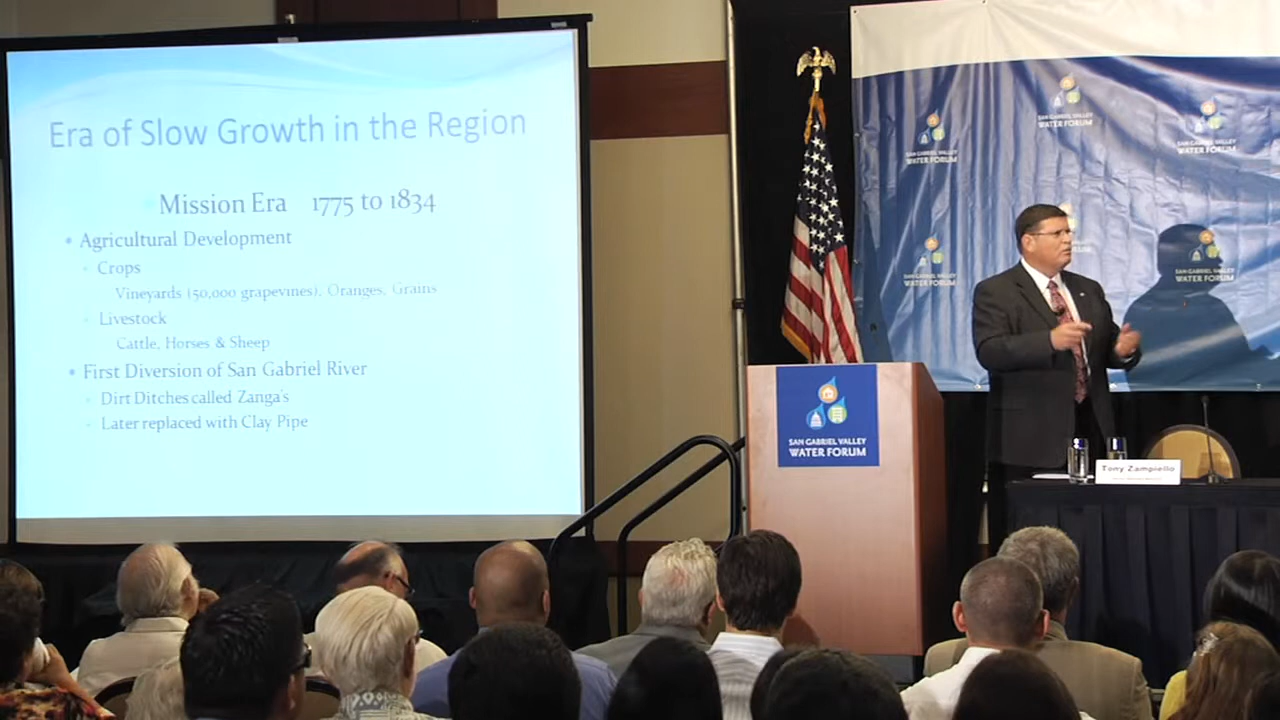 Era of Slow Growth in the Region
Mission Era 1775 to 1834
• Agricultural Development
Crops
Vineyards (50,000 grapevines), Oranges, Grains
Livestock
Cattle, Horses & Sheep
• First Diversion of San Gabriel River
Dirt Ditches called Zanga's
Later replaced with Clay Pipe
SAN GABRIEL VALLEY
WATER FORUM
SAN GABRIEL VALLEY
WATER FORUM
SAN GABRIEL VALLEY
WATER FORUM
SAN GABRIEL VALLEY
WATER FORUM
SAN GABRIEL VALLEY
WATER FORUM
SAN GABRIEL VALLEY
WATER FORUM
Tony Zampiello